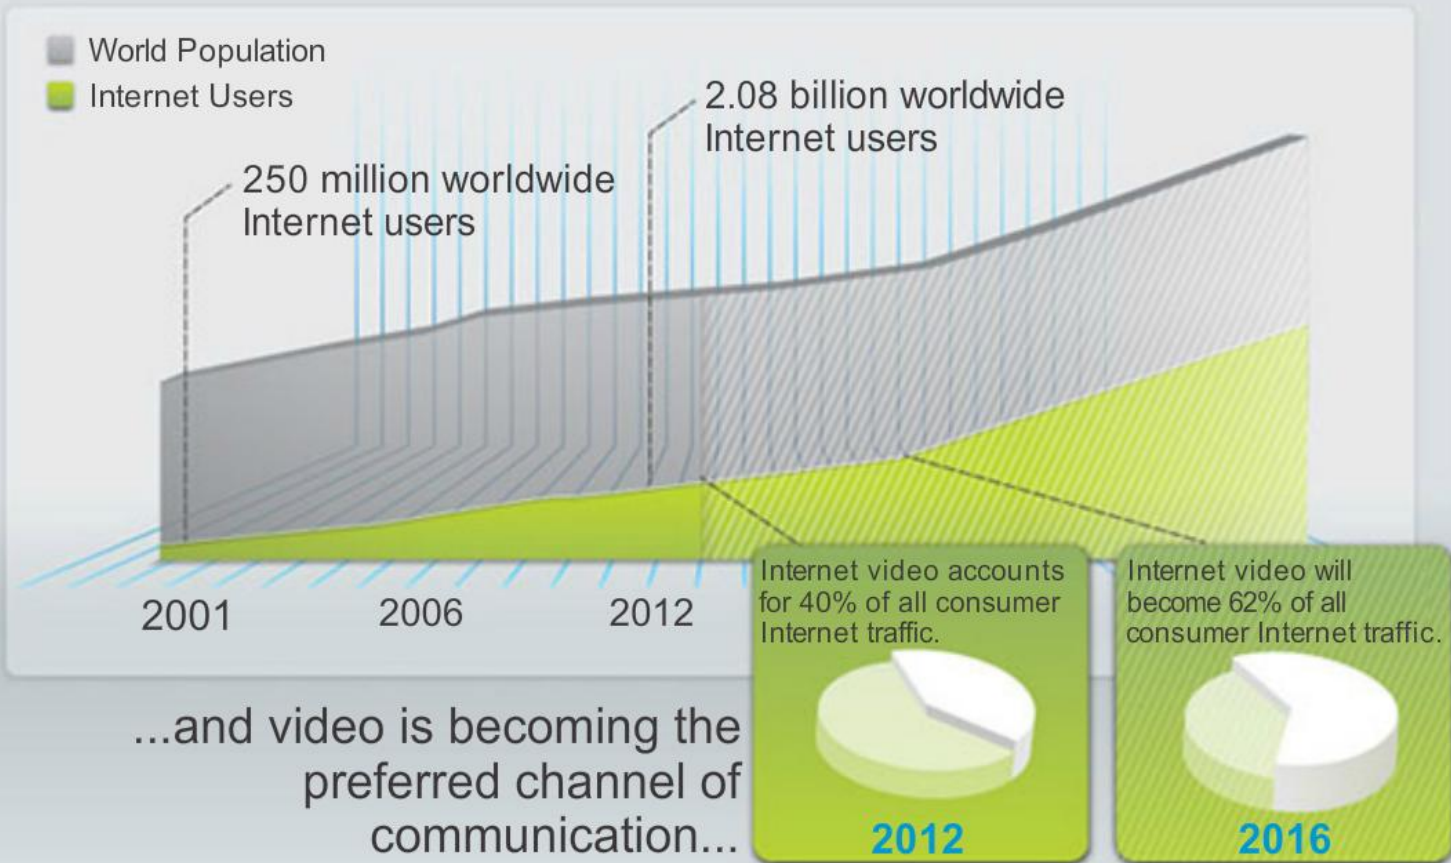 World Population
Internet Users
2.08 billion worldwide
Internet users
250 million worldwide
Internet users
2001
2006
2012
Internet video accounts
for 40% of all consumer
Internet traffic.
2012
Internet video will
become 62% of all
consumer Internet traffic.
2016
...and video is becoming the
preferred channel of
communication...